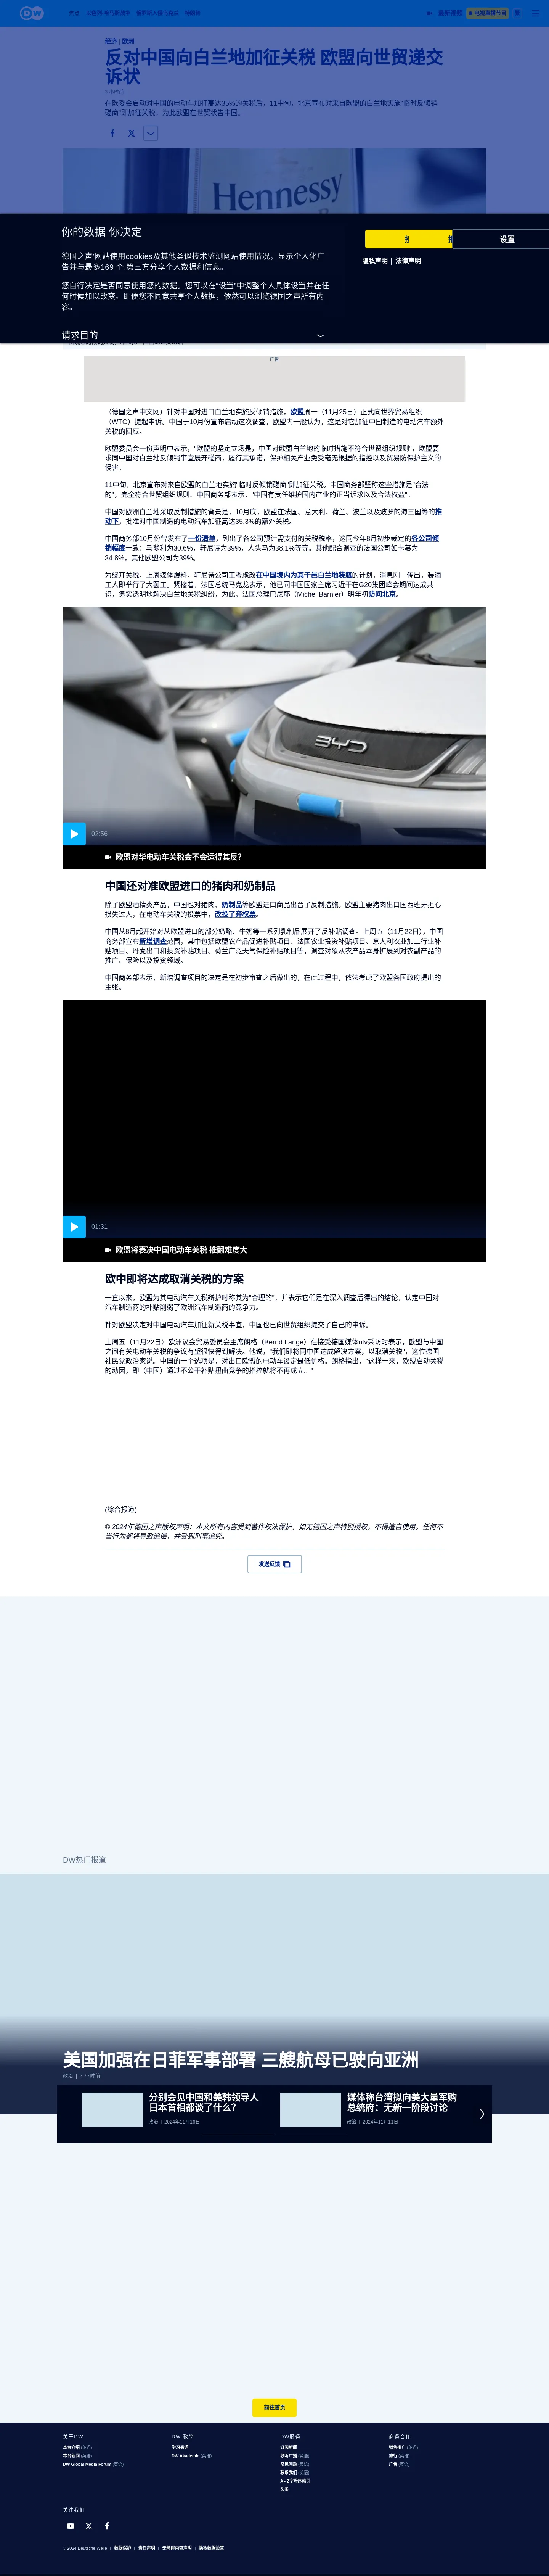 经济 | 欧洲
反对中国向白兰地加征关税 欧盟向世贸递交
诉状
在欧委会启动对中国的电动车加征高达35%的关税后，11中旬，北京宣布对来自欧盟的白兰地实施"临时反倾销
磋商"即加征关税，为此欧盟在世贸状告中国。
Hennessy
你的数据 你决定
德国之声'网站使用cookies及其他类似技术监测网站使用情况，显示个人化广
告并与最多169 个;第三方分享个人数据和信息。
您自行决定是否同意使用您的数据。您可以在"设置"中调整个人具体设置并在任
何时候加以改变。即便您不同意共享个人数据，依然可以浏览德国之声所有内
容。
请求目的
设置
隐私声明 | 法律声明
广告
（德国之声中文网）针对中国对进口白兰地实施反倾销措施，欧盟周一（11月25日）正式向世界贸易组织
（WTO）提起申诉。中国于10月份宣布启动这次调查，欧盟内一般认为，这是对它加征中国制造的电动汽车额外
关税的回应。
欧盟委员会一份声明中表示，"欧盟的坚定立场是，中国对欧盟白兰地的临时措施不符合世贸组织规则"，欧盟要
求同中国对白兰地反倾销事宜展开磋商，履行其承诺，保护相关产业免受毫无根据的指控以及贸易防保护主义的
侵害。
11中旬，北京宣布对来自欧盟的白兰地实施"临时反倾销磋商"即加征关税。中国商务部坚称这些措施是"合法
的"，完全符合世贸组织规则。中国商务部表示，"中国有责任维护国内产业的正当诉求以及合法权益"。
中国对欧洲白兰地采取反制措施的背景是，10月底，欧盟在法国、意大利、荷兰、波兰以及波罗的海三国等的推
动下，批准对中国制造的电动汽车加征高达35.3%的额外关税。
中国商务部10月份曾发布了一份清单，列出了各公司预计需支付的关税税率，这同今年8月初步裁定的各公司倾
销幅度一致：马爹利为30.6%，轩尼诗为39%，人头马为38.1%等等。其他配合调查的法国公司如卡慕为
34.8%，其他欧盟公司为39%。
为绕开关税，上周媒体爆料，轩尼诗公司正考虑改在中国境内为其干邑白兰地装瓶的计划，消息刚一传出，装酒
工人即举行了大罢工。紧接着，法国总统马克龙表示，他已同中国国家主席习近平在G20集团峰会期间达成共
识，务实透明地解决白兰地关税纠纷，为此，法国总理巴尼耶（Michel Barnier）明年初访问北京。
BYD
02:56
欧盟对华电动车关税会不会适得其反？
中国还对准欧盟进口的猪肉和奶制品
除了欧盟酒精类产品，中国也对猪肉、奶制品等欧盟进口商品出台了反制措施。欧盟主要猪肉出口国西班牙担心
损失过大，在电动车关税的投票中，改投了弃权票。
中国从8月起开始对从欧盟进口的部分奶酪、牛奶等一系列乳制品展开了反补贴调查。上周五（11月22日），中国
商务部宣布新增调查范围，其中包括欧盟农产品促进补贴项目、法国农业投资补贴项目、意大利农业加工行业补
贴项目、丹麦出口和投资补贴项目、荷兰广泛天气保险补贴项目等，调查对象从农产品本身扩展到对农副产品的
推广、保险以及投资领域。
中国商务部表示，新增调查项目的决定是在初步审查之后做出的，在此过程中，依法考虑了欧盟各国政府提出的
主张。
01:31
欧盟将表决中国电动车关税 推翻难度大
欧中即将达成取消关税的方案
一直以来，欧盟为其电动汽车关税辩护时称其为"合理的"，并表示它们是在深入调查后得出的结论，认定中国对
汽车制造商的补贴削弱了欧洲汽车制造商的竞争力。
针对欧盟决定对中国电动汽车加征新关税事宜，中国也已向世贸组织提交了自己的申诉。
上周五（11月22日）欧洲议会贸易委员会主席朗格（Bernd Lange）在接受德国媒体ntv采访时表示，欧盟与中国
之间有关电动车关税的争议有望很快得到解决。他说，"我们即将同中国达成解决方案，以取消关税"，这位德国
社民党政治家说。中国的一个选项是，对出口欧盟的电动车设定最低价格。朗格指出，"这样一来，欧盟启动关税
的动因，即（中国）通过不公平补贴扭曲竞争的指控就将不再成立。"
(综合报道)
© 2024年德国之声版权声明：本文所有内容受到著作权法保护，如无德国之声特别授权，不得擅自使用。任何不
当行为都将导致追偿，并受到刑事追究。
发送反馈
DW热门报道
美国加强在日菲军事部署 三艘航母已驶向亚洲
政治 | 7 小时前
分别会见中国和美韩领导人
日本首相都谈了什么？
政治 | 2024年11月16日
媒体称台湾拟向美大量军购
总统府：无新一阶段讨论
政治 | 2024年11月11日
前往首页
关于DW
本台介绍 (英语)
本台新闻 (英语)
DW Global Media Forum (英语)
DW 教學
学习德语
DW Akademie (英语)
DW服务
订阅新闻
收听广播 (英语)
常见问题 (英语)
联系我们 (英语)
A - Z字母序索引
头条
商务合作
销售推广 (英语)
旅行 (英语)
广告 (英语)
关注我们
© 2024 Deutsche Welle | 数据保护 | 责任声明 | 无障碍内容声明 | 隐私数据设置